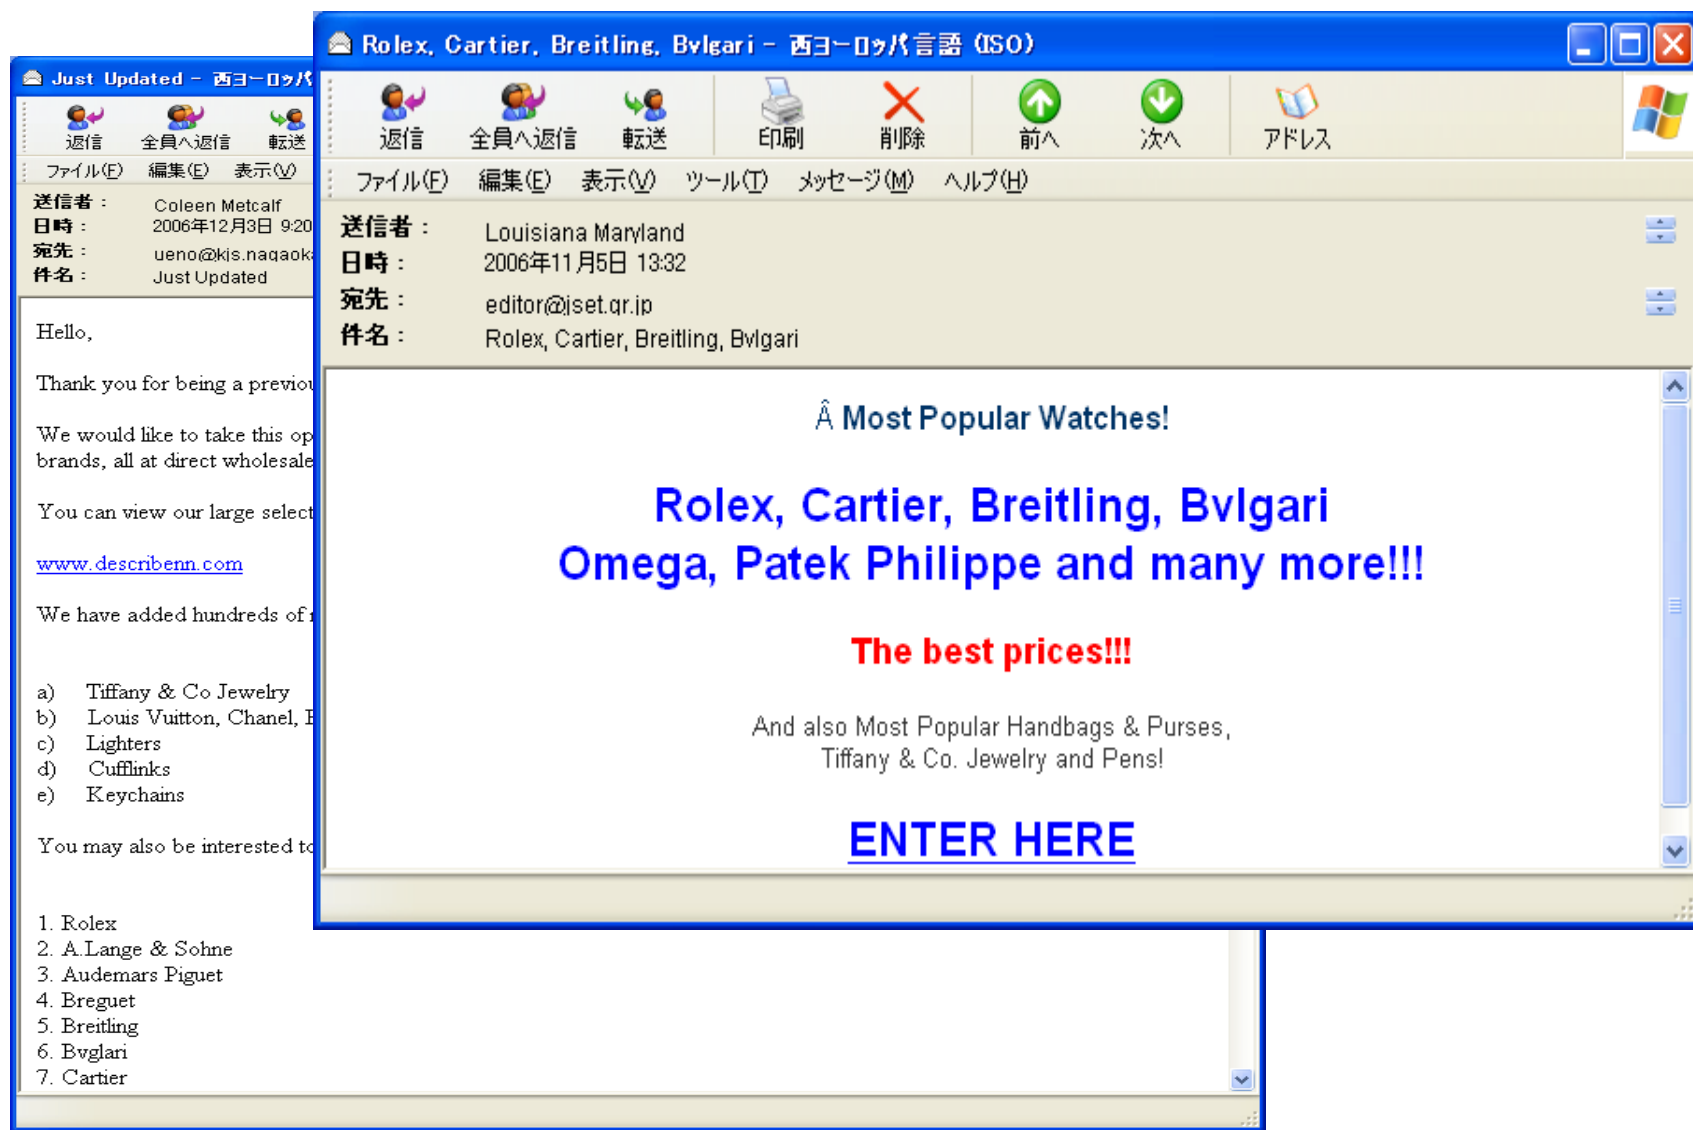 Rolex, Cartier, Breitling, Bvlgari - 西ヨーロッパ言語 (ISO)
返信 全員へ返信 転送 印刷 削除 前へ 次へ アドレス
ファイル(F) 編集(E) 表示(V) ツール(T) メッセージ(M) ヘルプ(H)
送信者： Louisiana Maryland
日時： 2006年11月5日 13:32
宛先： editor@jset.gr.jp
件名： Rolex, Cartier, Breitling, Bvlgari
Â Most Popular Watches!
Rolex, Cartier, Breitling, Bvlgari
Omega, Patek Philippe and many more!!!
The best prices!!!
And also Most Popular Handbags & Purses,
Tiffany & Co. Jewelry and Pens!
ENTER HERE
Just Updated - 西ヨーロッパ
返信 全員へ返信 転送
ファイル(F) 編集(E) 表示(V)
送信者： Coleen Metcalf
日時： 2006年12月3日 9:20
宛先： ueno@kjs.nagaoka
件名： Just Updated
Hello,
Thank you for being a previou
We would like to take this op
brands, all at direct wholesale
You can view our large select
www.describenn.com
We have added hundreds of
a) Tiffany & Co Jewelry
b) Louis Vuitton, Chanel,
c) Lighters
d) Cufflinks
e) Keychains
You may also be interested to
1. Rolex
2. A.Lange & Sohne
3. Audemars Piguet
4. Breguet
5. Breitling
6. Bvglari
7. Cartier